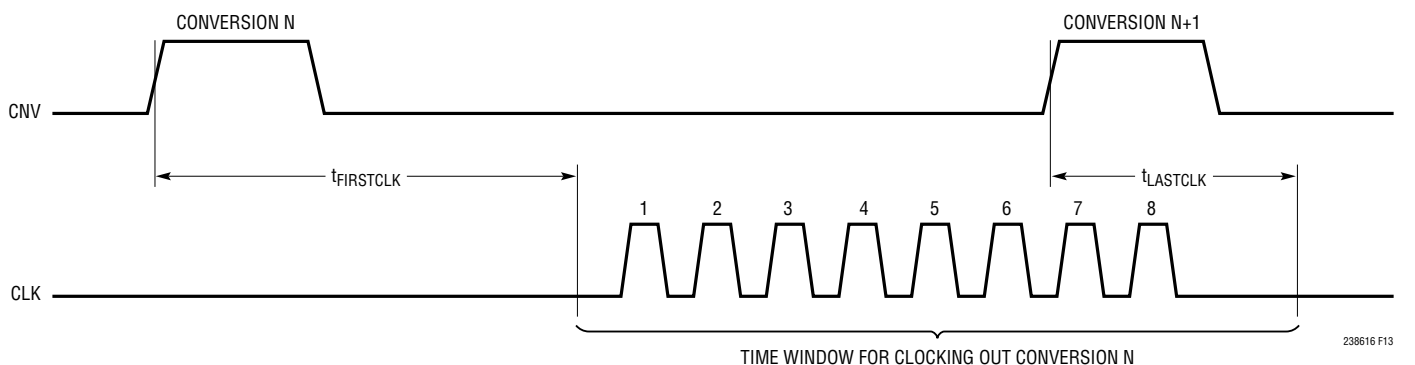 CONVERSION N
CONVERSION N+1
CNV
tFIRSTCLK
tLASTCLK
1 2 3 4 5 6 7 8
CLK
TIME WINDOW FOR CLOCKING OUT CONVERSION N
238616 F13